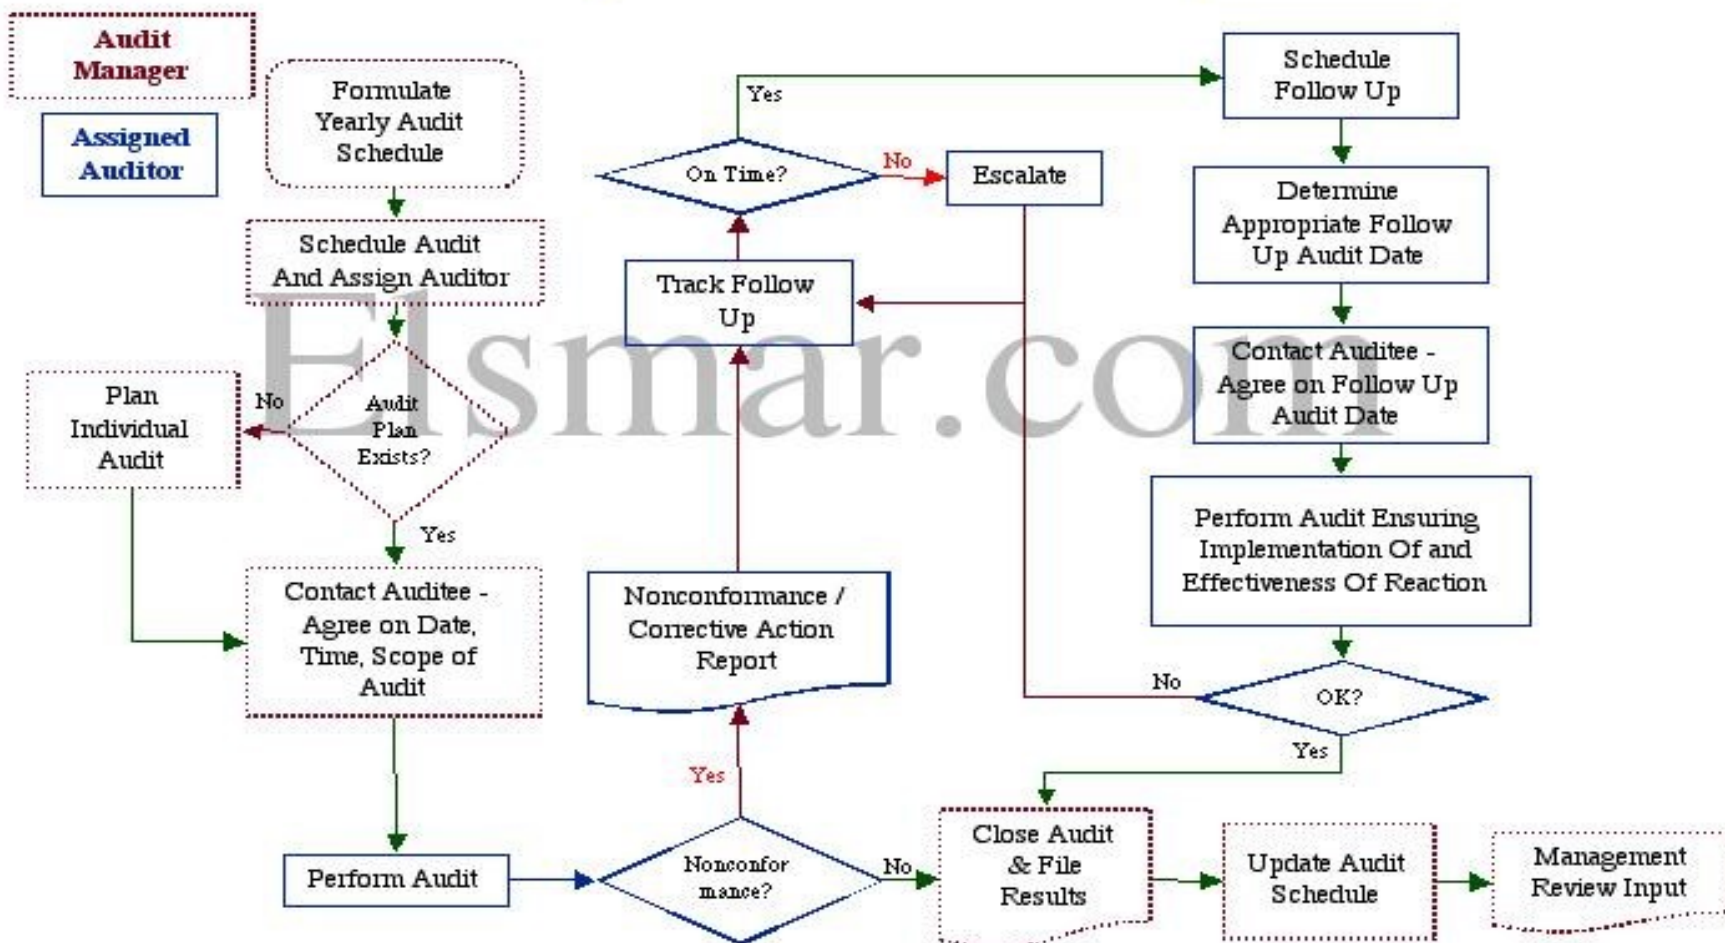 Audit
Manager
Assigned
Auditor
Formulate
Yearly Audit
Schedule
Schedule Audit
And Assign Auditor
Audit
Plan
Exists?
No
Plan
Individual
Audit
Yes
Contact Auditee -
Agree on Date,
Time, Scope of
Audit
Perform Audit
Nonconfor
mance?
Yes
No
Nonconformance /
Corrective Action
Report
Track Follow
Up
On Time?
Yes
No
Escalate
Schedule
Follow Up
Determine
Appropriate Follow
Up Audit Date
Contact Auditee -
Agree on Follow Up
Audit Date
Perform Audit Ensuring
Implementation Of and
Effectiveness Of Reaction
OK?
No
Yes
Close Audit
& File
Results
Update Audit
Schedule
Management
Review Input
Elsmar.com